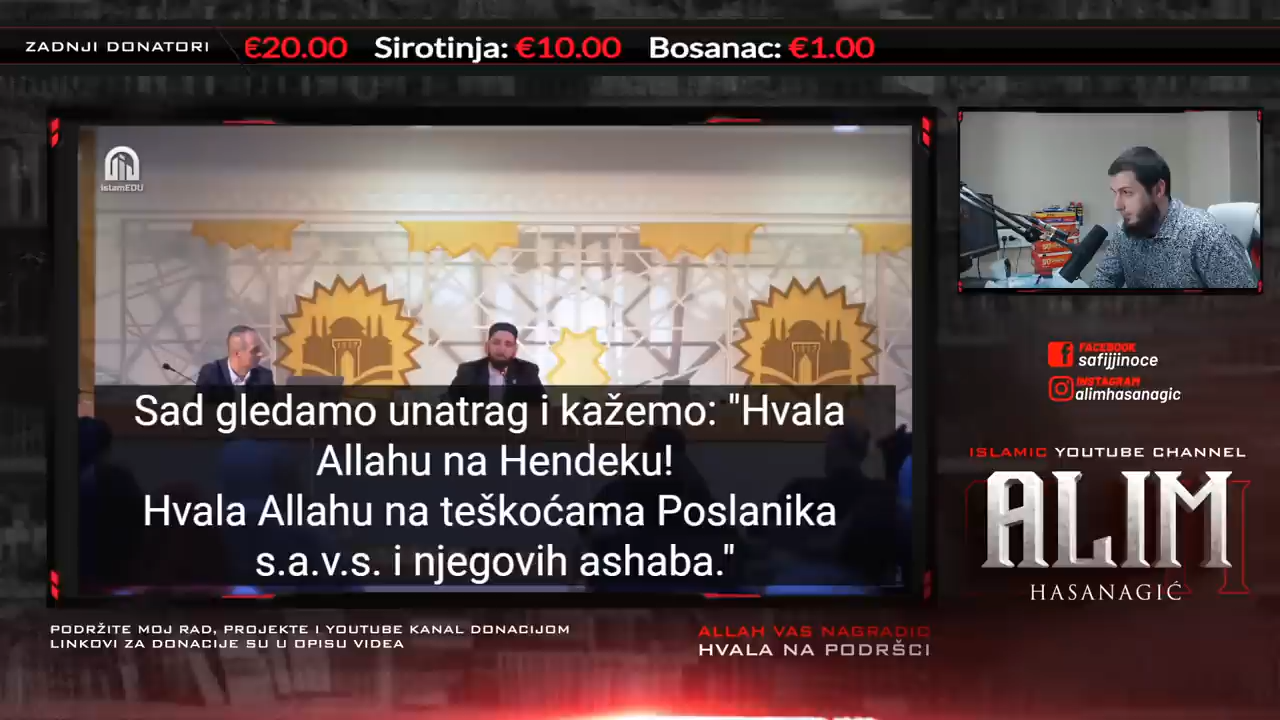 ZADNJI DONATORI
€20.00 Sirotinja: €10.00 Bosanac: €1.00
IslamEDU
Sad gledamo unatrag i kažemo: "Hvala
Allahu na Hendeku!
Hvala Allahu na teškoćama Poslanika
s.a.v.s. i njegovih ashaba."
FACEBOOK
safijjinoce
INSTAGRAM
alimhasanagic
ISLAMIC YOUTUBE CHANNEL
ALIM
HASANAGIĆ
PODRŽITE MOJ RAD, PROJEKTE I YOUTUBE KANAL DONACIJOM
LINKOVI ZA DONACIJE SU U OPISU VIDEA
ALLAH VAS NAGRADIO
HVALA NA PODRŠCI